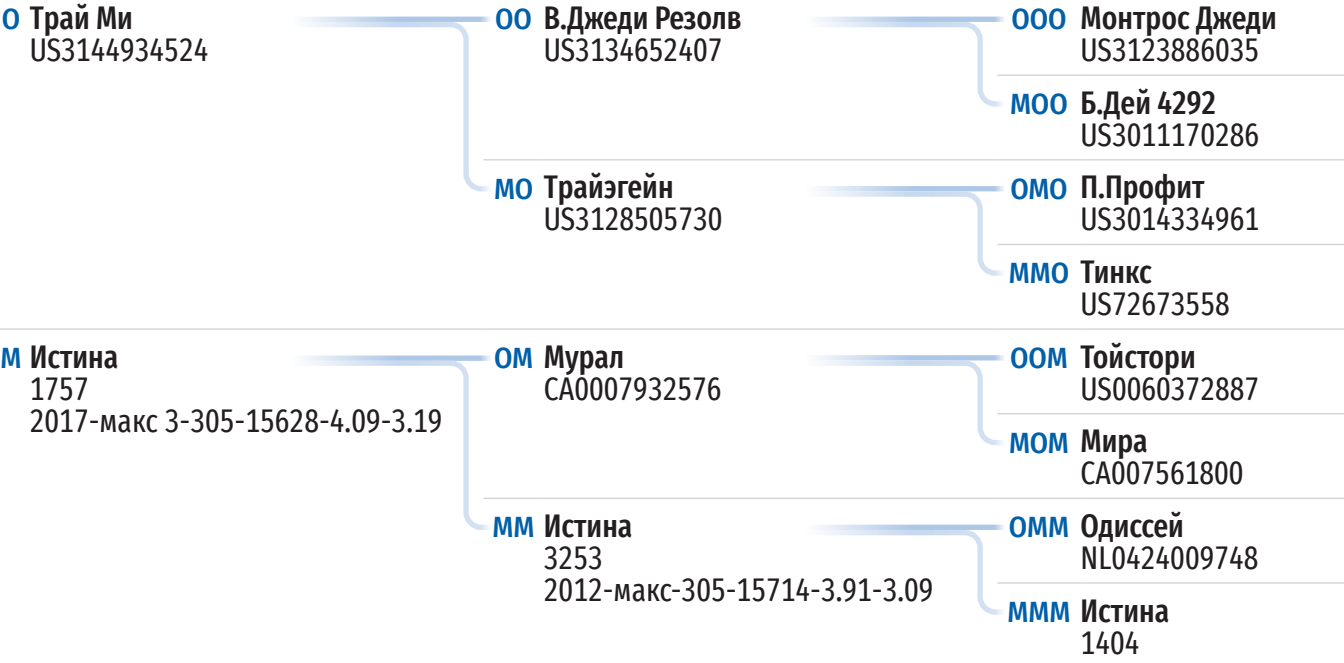 О Трай Ми
US3144934524
ОО В.Джеди Резолв
US3134652407
ООО Монтрос Джеди
US3123886035
МОО Б.Дей 4292
US3011170286
МО Трайэгейн
US3128505730
ОМО П.Профит
US3014334961
ММО Тинкс
US72673558
М Истина
1757
2017-макс 3-305-15628-4.09-3.19
ОМ Мурал
CA0007932576
ООМ Тойстори
US0060372887
МОМ Мира
CA007561800
ММ Истина
3253
2012-макс-305-15714-3.91-3.09
ОММ Одиссей
NL0424009748
МММ Истина
1404